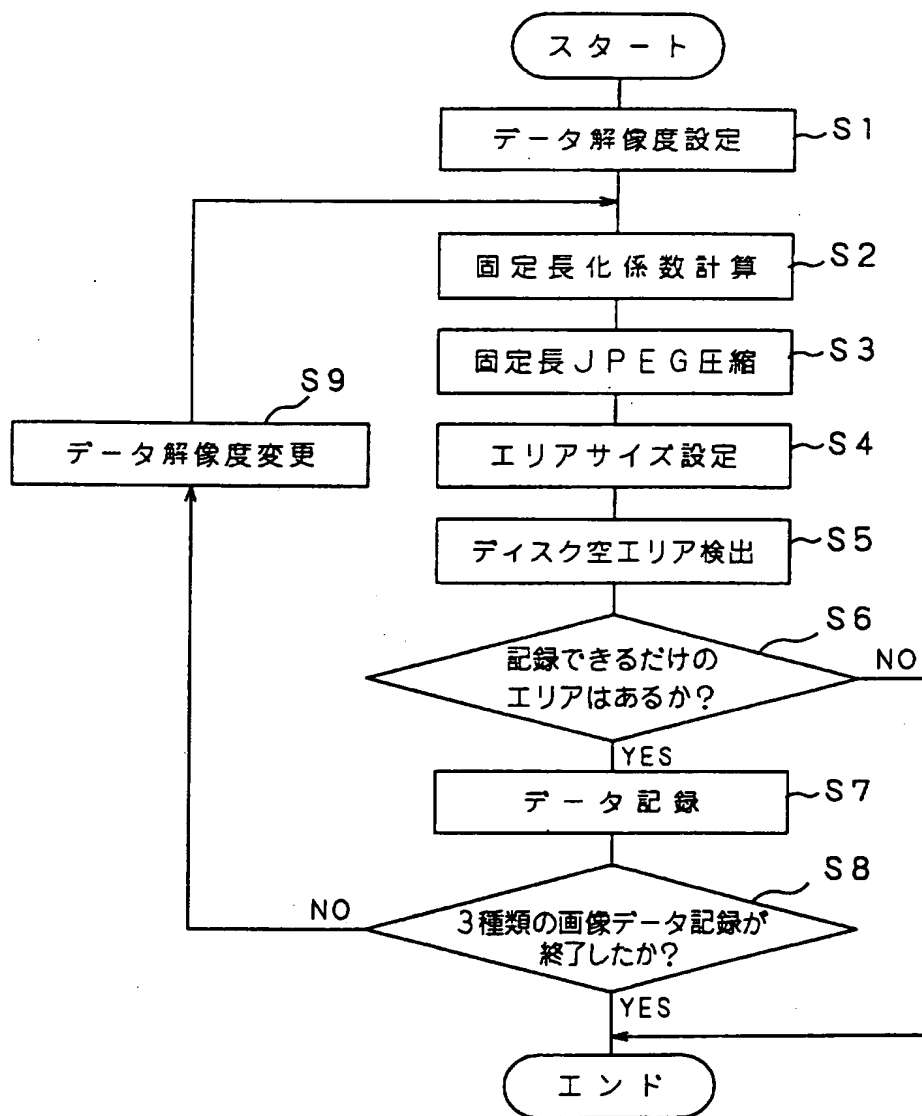 スタート
データ解像度設定
S1
固定長化係数計算
S2
固定長JPEG圧縮
S3
S9
データ解像度変更
エリアサイズ設定
S4
ディスク空エリア検出
S5
S6
記録できるだけの
エリアはあるか?
NO
YES
データ記録
S7
S8
3種類の画像データ記録が
終了したか?
NO
YES
エンド